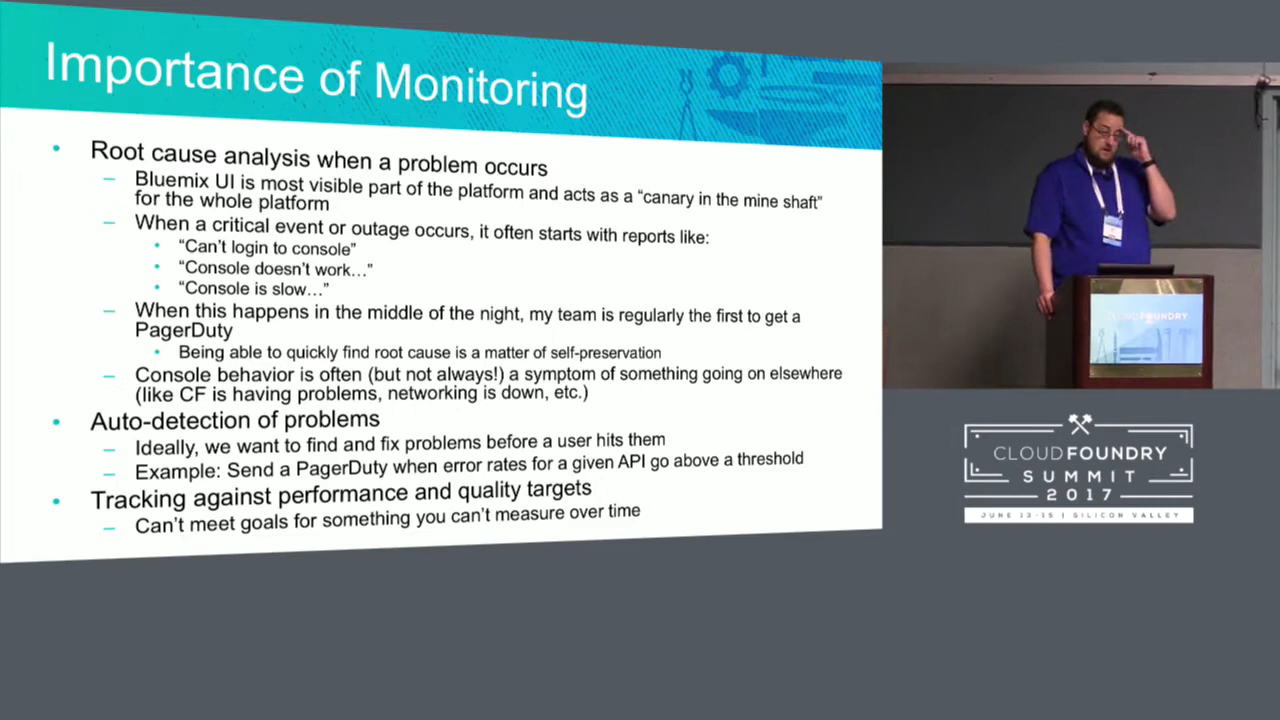 Importance of Monitoring
• Root cause analysis when a problem occurs
– Bluemix UI is most visible part of the platform and acts as a “canary in the mine shaft”
for the whole platform
– When a critical event or outage occurs, it often starts with reports like:
• “Can’t login to console”
• “Console doesn’t work…”
• “Console is slow…”
– When this happens in the middle of the night, my team is regularly the first to get a
PagerDuty
• Being able to quickly find root cause is a matter of self-preservation
– Console behavior is often (but not always!) a symptom of something going on elsewhere
(like CF is having problems, networking is down, etc.)
• Auto-detection of problems
– Ideally, we want to find and fix problems before a user hits them
– Example: Send a PagerDuty when error rates for a given API go above a threshold
• Tracking against performance and quality targets
– Can’t meet goals for something you can’t measure over time
CLOUD FOUNDRY
CLOUD FOUNDRY
SUMMIT
2017
JUNE 13-15 | SILICON VALLEY